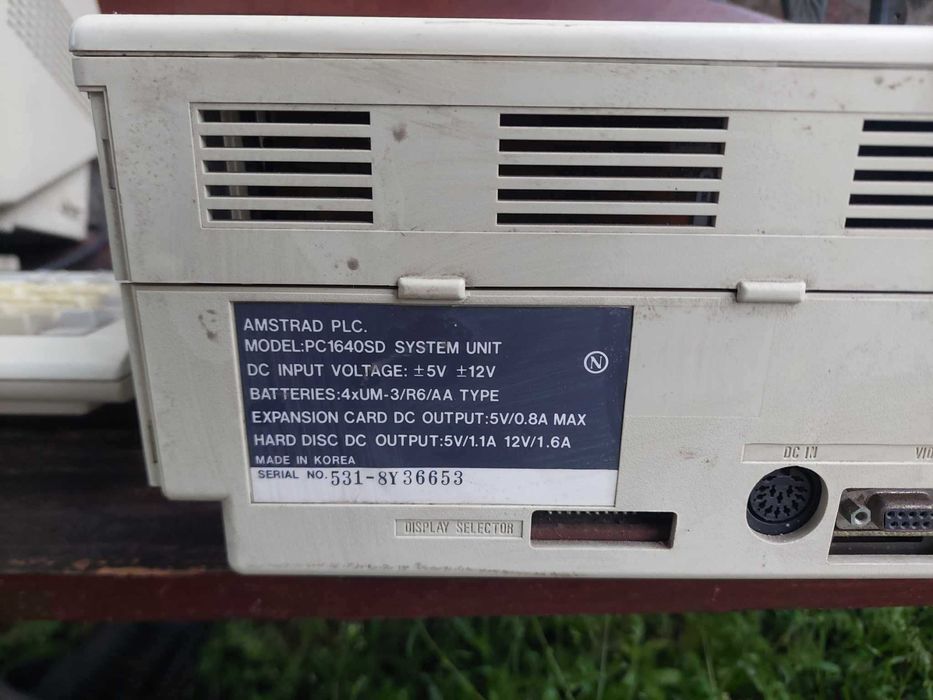 AMSTRAD PLC.
MODEL:PC1640SD SYSTEM UNIT
N
DC INPUT VOLTAGE: ±5V ±12V
BATTERIES:4xUM-3/R6/AA TYPE
EXPANSION CARD DC OUTPUT:5V/0.8A MAX
HARD DISC DC OUTPUT:5V/1.1A 12V/1.6A
MADE IN KOREA
SERIAL NO. 531-8Y36653
DC IN
VID
DISPLAY SELECTOR